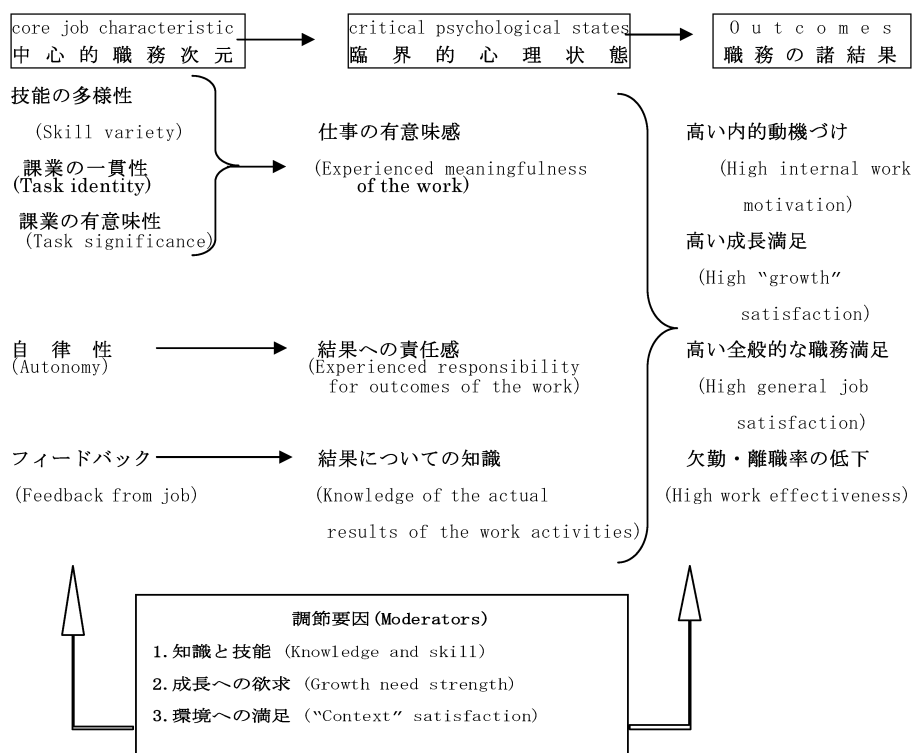 core job characteristic
中心的職務次元
critical psychological states
臨界的心理状態
Outcomes
職務の諸結果
技能の多様性
(Skill variety)
課業の一貫性
(Task identity)
課業の有意味性
(Task significance)
仕事の有意味感
(Experienced meaningfulness
of the work)
高い内的動機づけ
(High internal work
motivation)
高い成長満足
(High “growth”
satisfaction)
自律性
(Autonomy)
結果への責任感
(Experienced responsibility
for outcomes of the work)
高い全般的な職務満足
(High general job
satisfaction)
フィードバック
(Feedback from job)
結果についての知識
(Knowledge of the actual
results of the work activities)
欠勤・離職率の低下
(High work effectiveness)
調節要因(Moderators)
1.知識と技能 (Knowledge and skill)
2.成長への欲求 (Growth need strength)
3.環境への満足 (“Context” satisfaction)